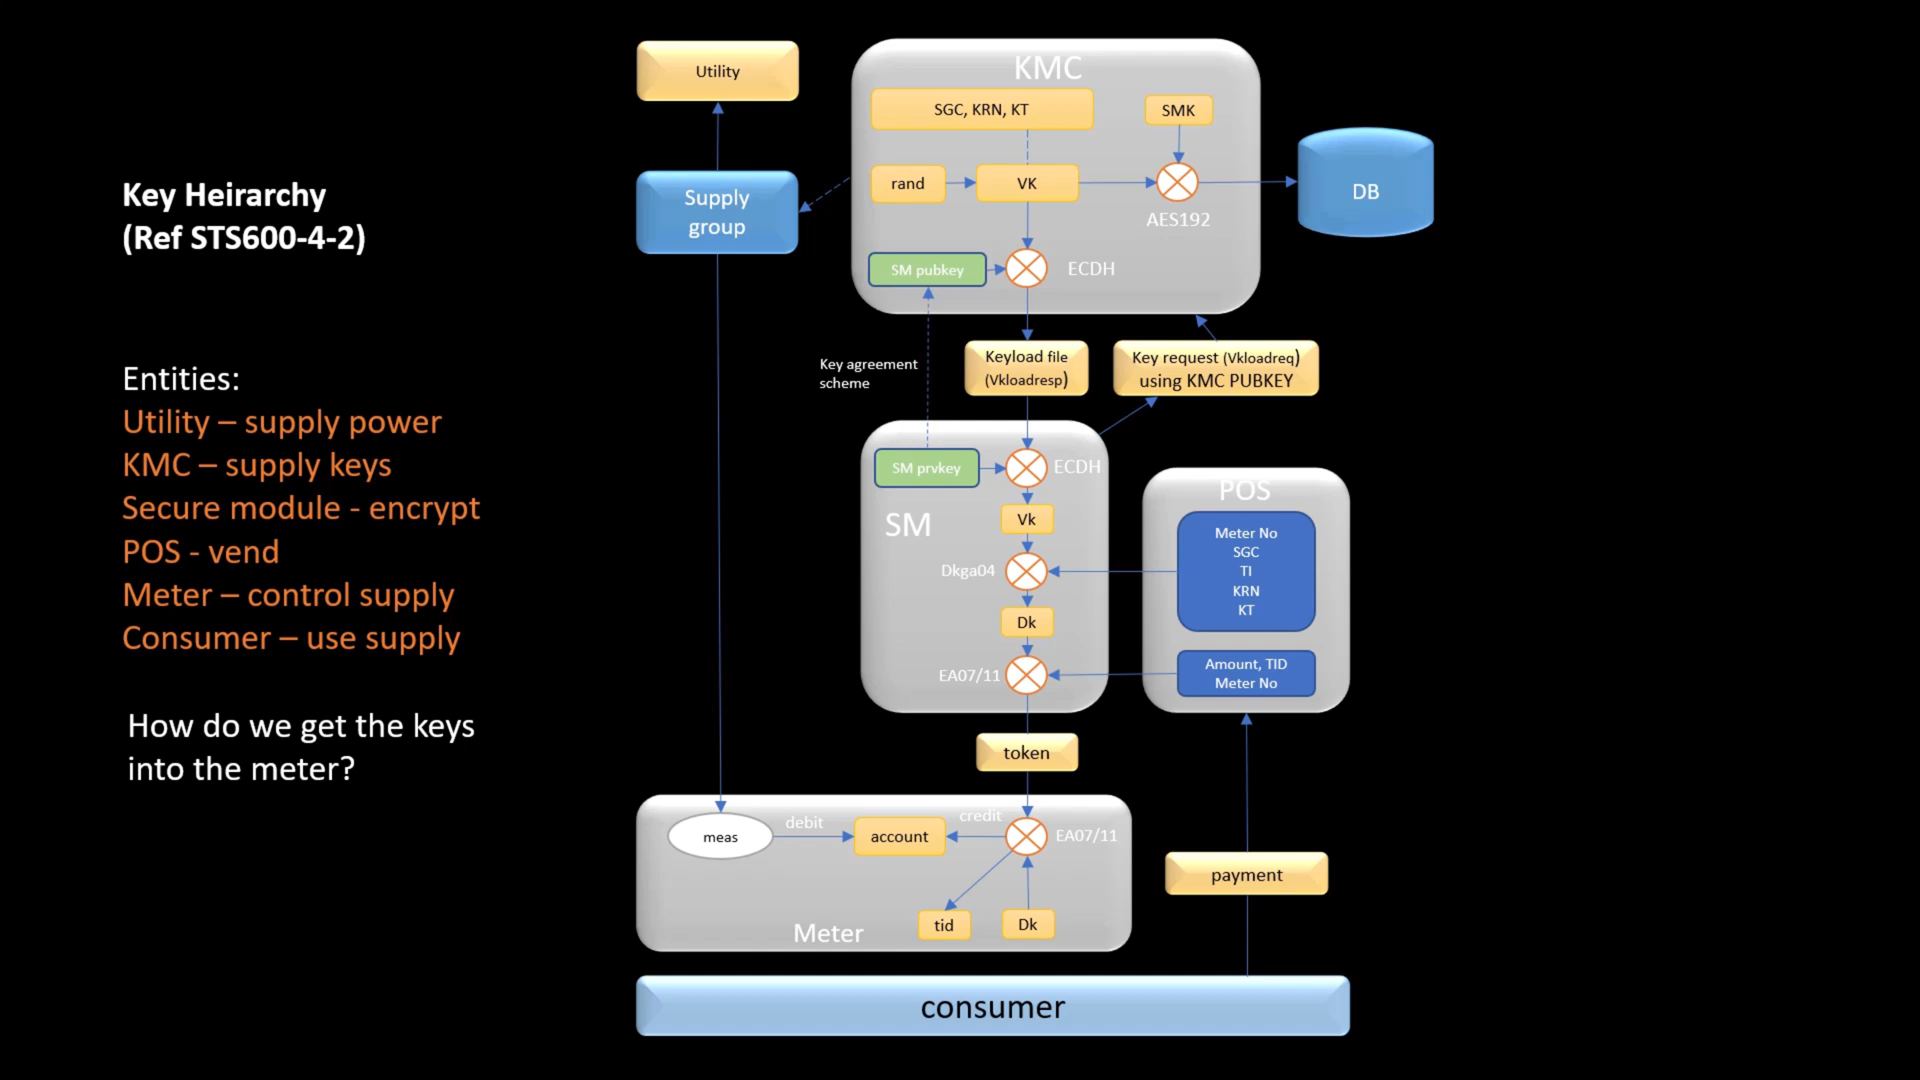 Key Heirarchy
(Ref STS600-4-2)
Entities:
Utility – supply power
KMC – supply keys
Secure module - encrypt
POS - vend
Meter – control supply
Consumer – use supply
How do we get the keys
into the meter?
Utility
Supply
group
KMC
SGC, KRN, KT
SMK
rand
VK
AES192
DB
SM pubkey
ECDH
Key agreement
scheme
Keyload file
(Vkloadresp)
Key request (Vkloadreq)
using KMC PUBKEY
SM prvkey
ECDH
SM
Vk
Dkga04
Dk
EA07/11
POS
Meter No
SGC
TI
KRN
KT
Amount, TID
Meter No
token
meas
debit
account
credit
EA07/11
tid
Dk
Meter
payment
consumer